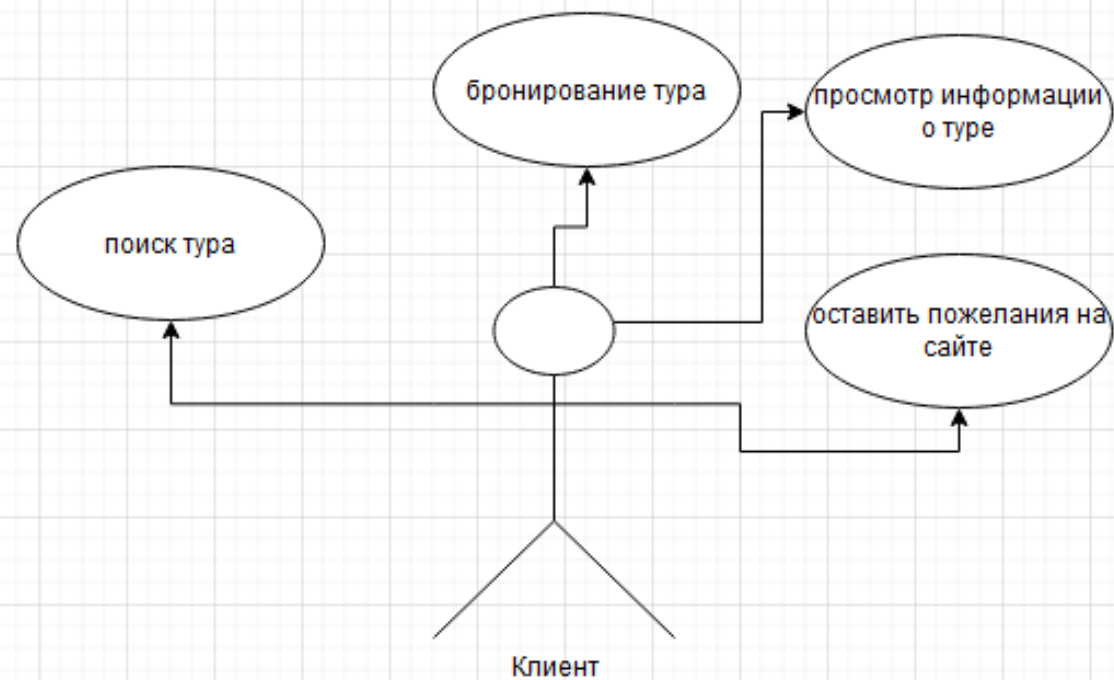 бронирование тура
просмотр информации
о туре
поиск тура
оставить пожелания на
сайте
Клиент